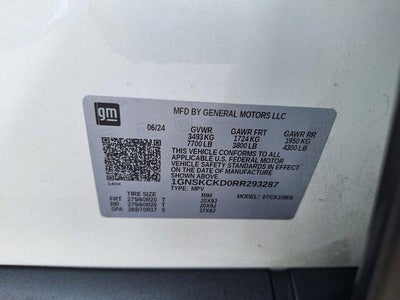 gm
MFD BY GENERAL MOTORS LLC
06/24 GVWR GAWR FRT GAWR RR
3493 KG 1724 KG 1950 KG
7700 LB 3800 LB 4300 LB
THIS VEHICLE CONFORMS TO ALL
APPLICABLE U.S. FEDERAL MOTOR
VEHICLE SAFETY STANDARDS IN
EFFECT ON THE DATE OF
MANUFACTURE SHOWN ABOVE.
1GNSKCKD0RR293287
TYPE: MPV
MODEL:
TIRE SIZE RIM
FRT 275/60R20 T 20X9J
RR 275/60R20 T 20X9J
SPA 265/70R17 S 17X8J